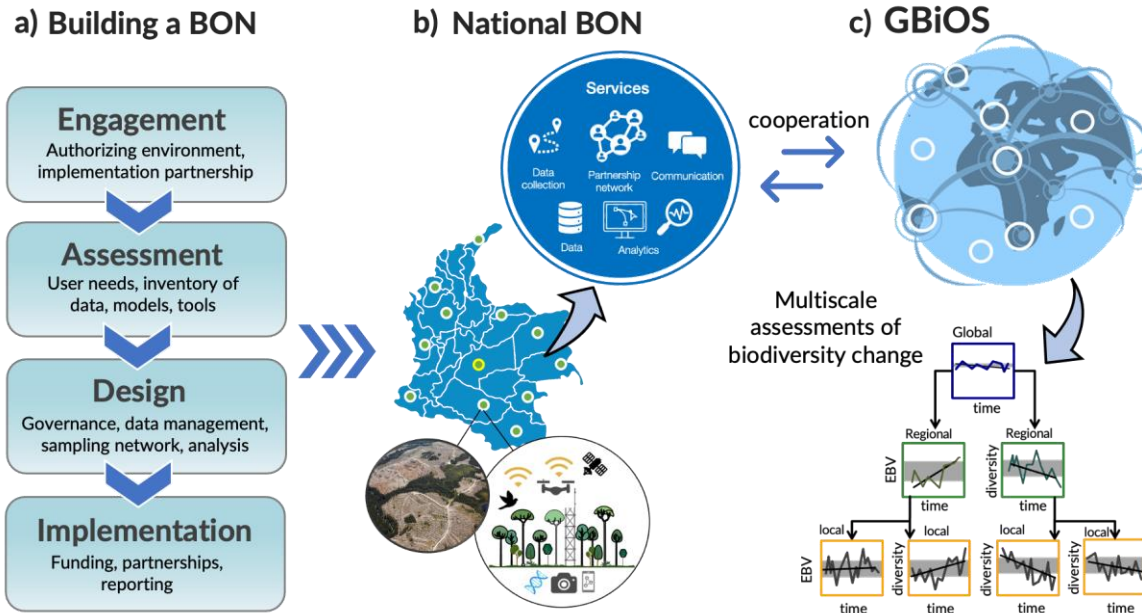 a) Building a BON
Engagement
Authorizing environment,
implementation partnership
Assessment
User needs, inventory of
data, models, tools
Design
Governance, data management,
sampling network, analysis
Implementation
Funding, partnerships,
reporting
b) National BON
Services
Data
collection
Partnership
network
Communication
Data
Analytics
cooperation
c) GBiOS
Multiscale
assessments of
biodiversity change
Global
time
Regional
EBV
time
Regional
diversity
time
local
EBV
time
local
diversity
time
local
diversity
time
local
diversity
time